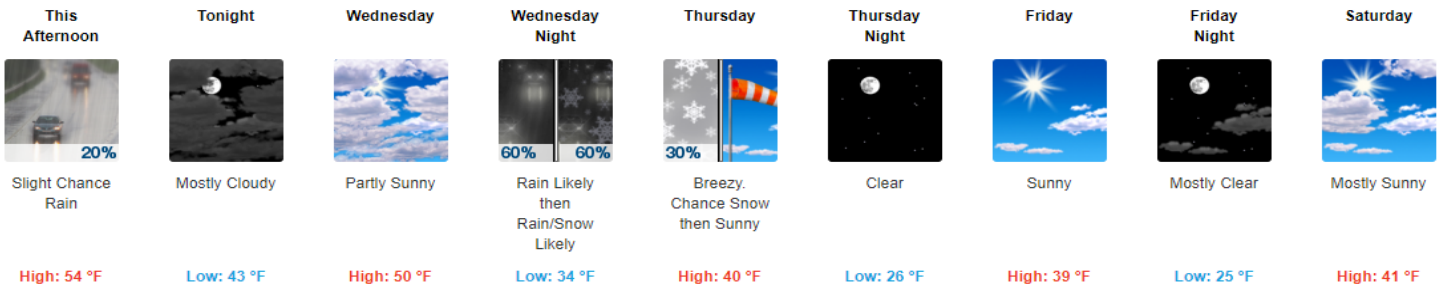 This
Afternoon
20%
Slight Chance
Rain
High: 54 °F
Tonight
Mostly Cloudy
Low: 43 °F
Wednesday
Partly Sunny
High: 50 °F
Wednesday
Night
60% 60%
Rain Likely
then
Rain/Snow
Likely
Low: 34 °F
Thursday
30%
Breezy.
Chance Snow
then Sunny
High: 40 °F
Thursday
Night
Clear
Low: 26 °F
Friday
Sunny
High: 39 °F
Friday
Night
Mostly Clear
Low: 25 °F
Saturday
Mostly Sunny
High: 41 °F